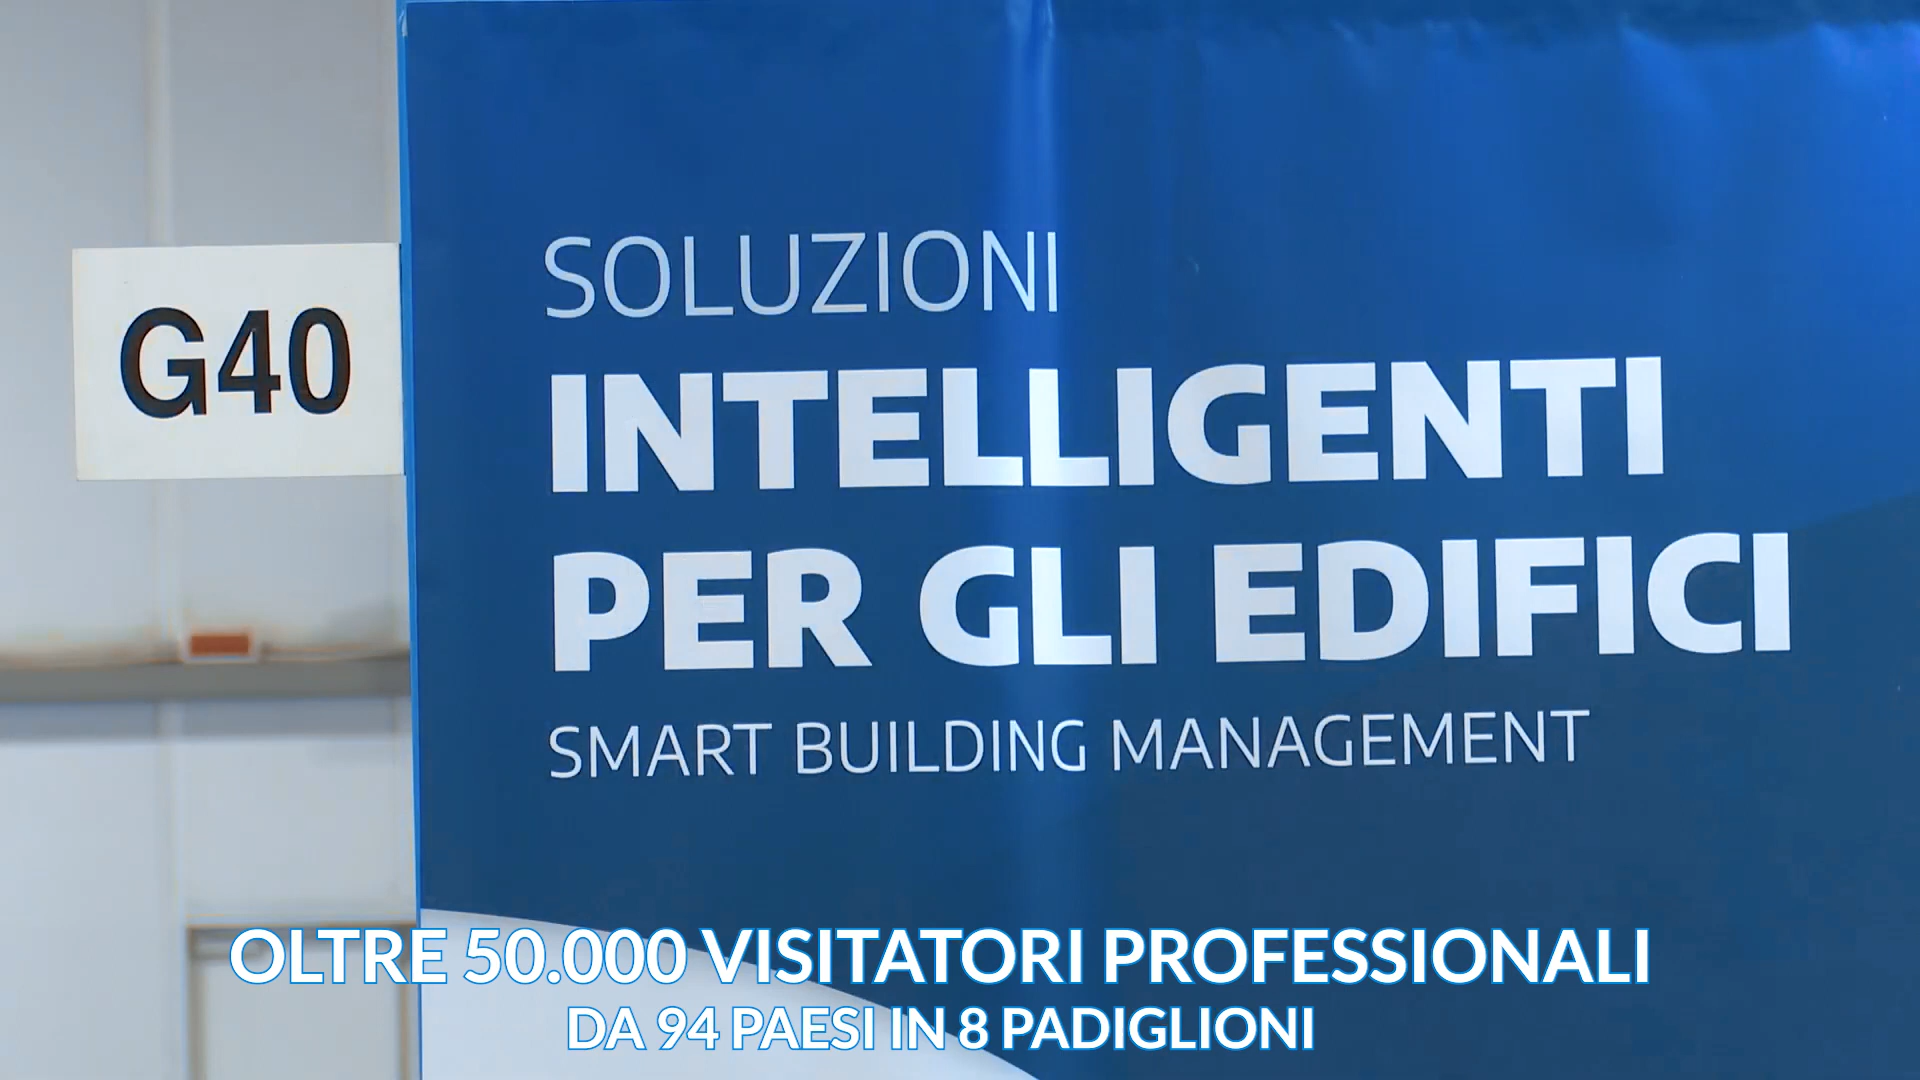 G40
SOLUZIONI
INTELLIGENTI
PER GLI EDIFICI
SMART BUILDING MANAGEMENT
OLTRE 50.000 VISITATORI PROFESSIONALI
DA 94 PAESI IN 8 PADIGLIONI